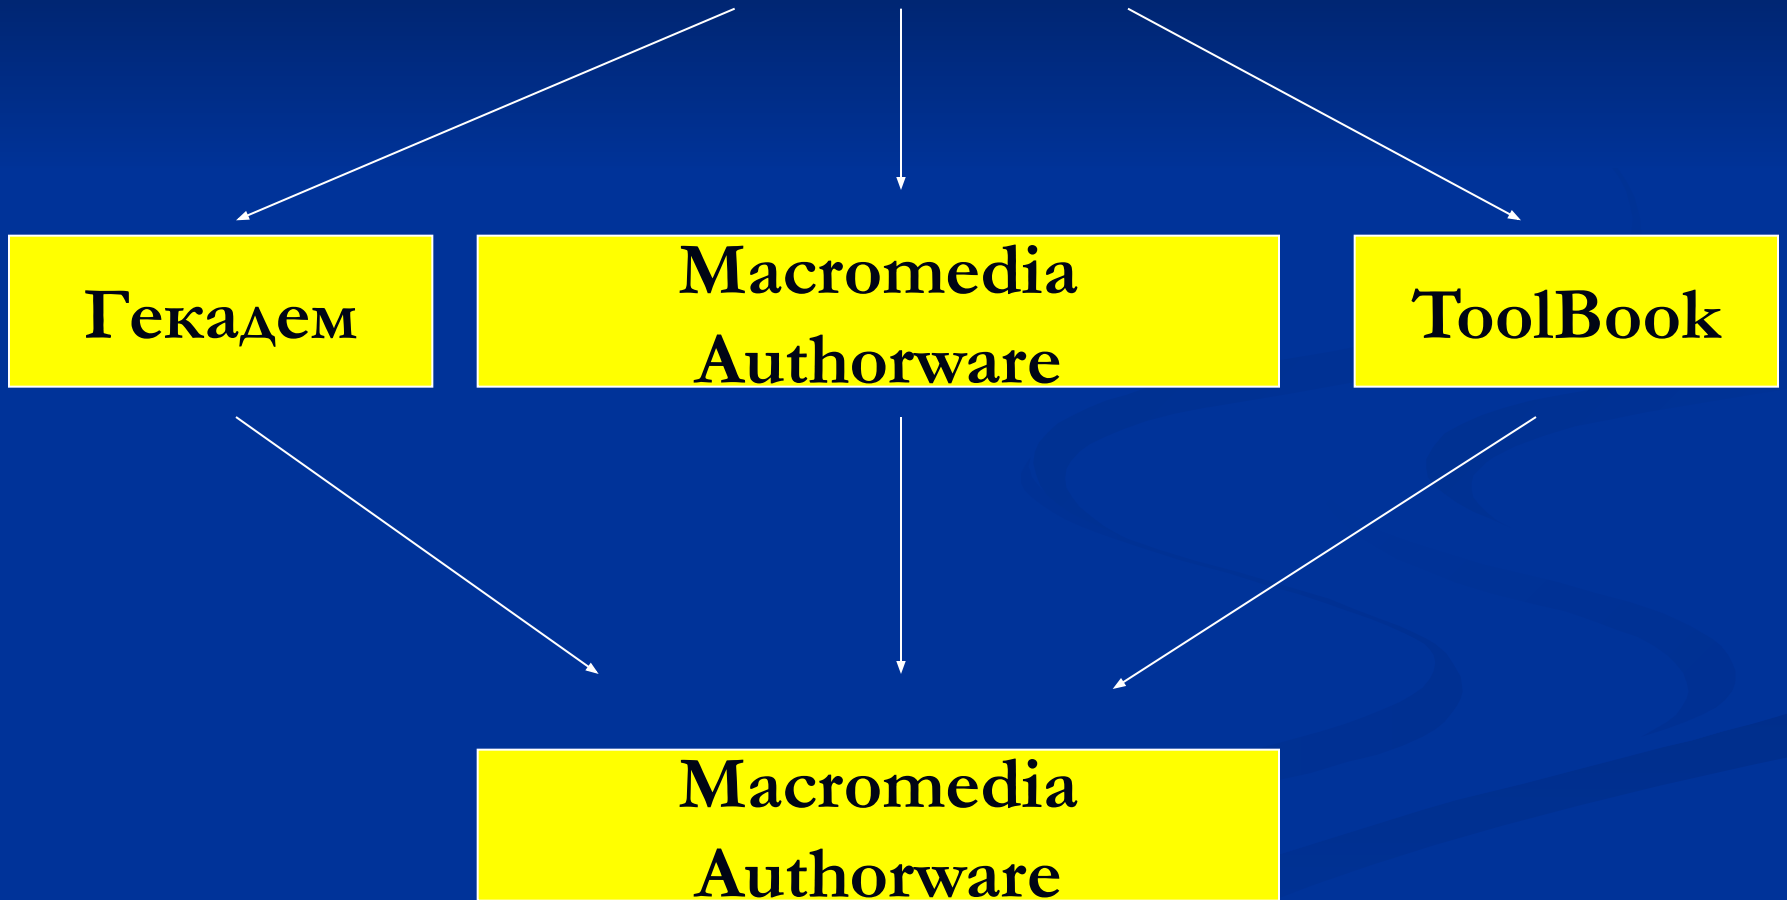 Гекадем
Macromedia
Authorware
ToolBook
Macromedia
Authorware